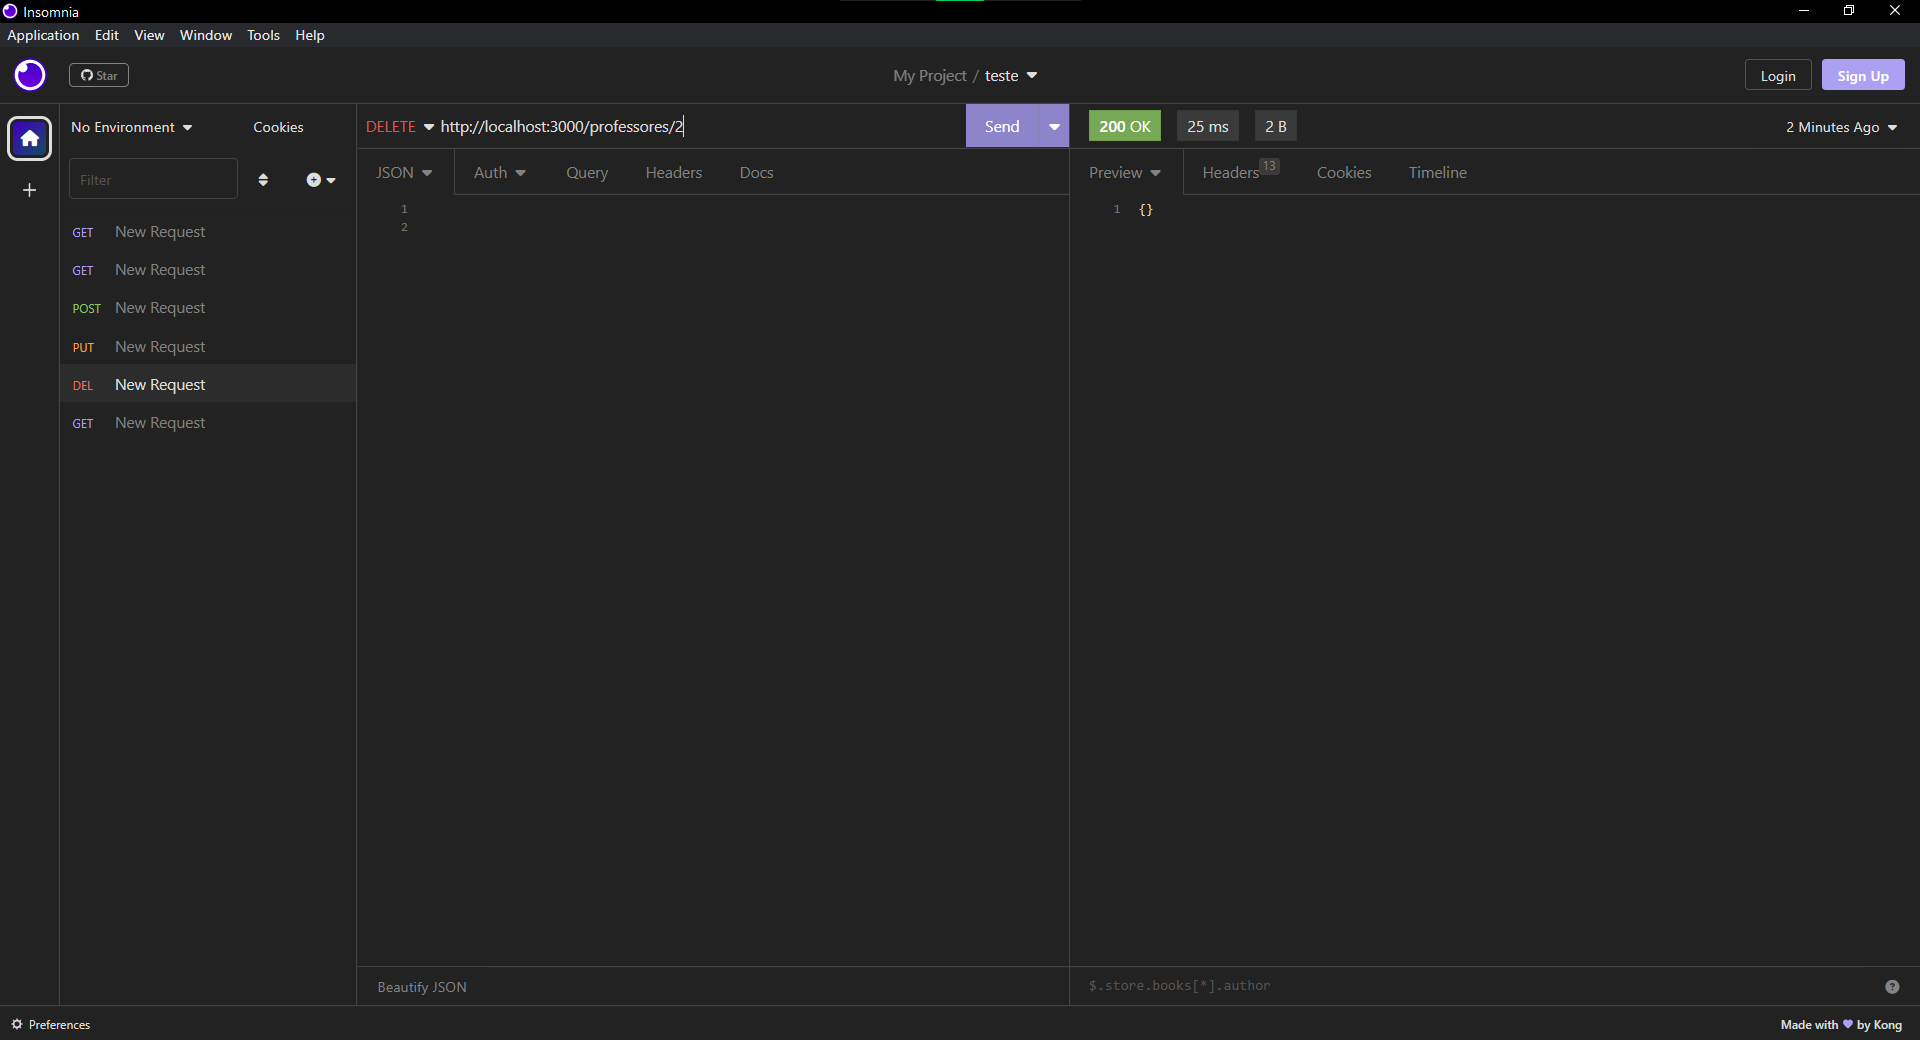 Insomnia
Application Edit View Window Tools Help
Star
My Project / teste
Login
Sign Up
No Environment
Cookies
Filter
GET New Request
GET New Request
POST New Request
PUT New Request
DEL New Request
GET New Request
DELETE http://localhost:3000/professores/2
Send
JSON Auth Query Headers Docs
1
2
Beautify JSON
200 OK 25 ms 2 B
2 Minutes Ago
Preview Headers 13 Cookies Timeline
1 {}
$.store.books[*].author
?
Preferences
Made with ♥ by Kong